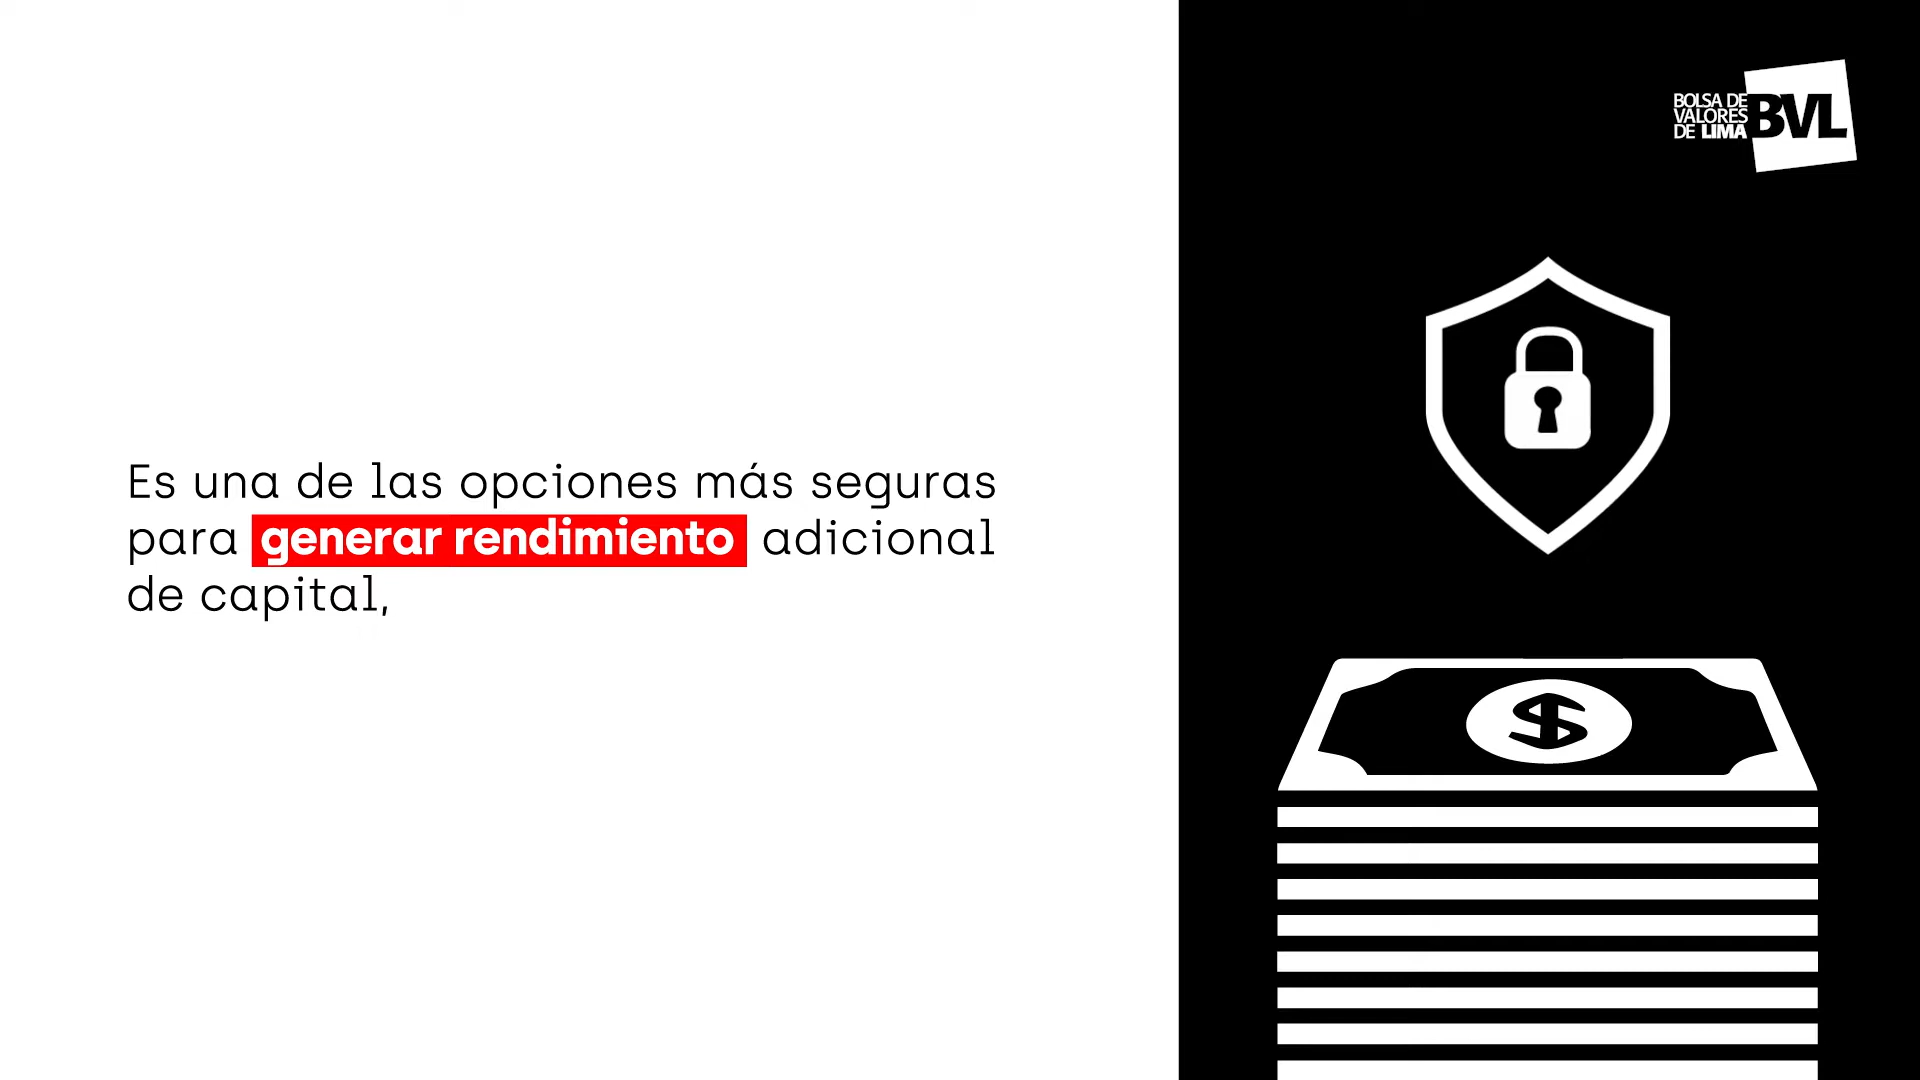 Es una de las opciones más seguras
para generar rendimiento adicional
de capital,
BOLSA DE
VALORES
DE LIMA
BVL
$